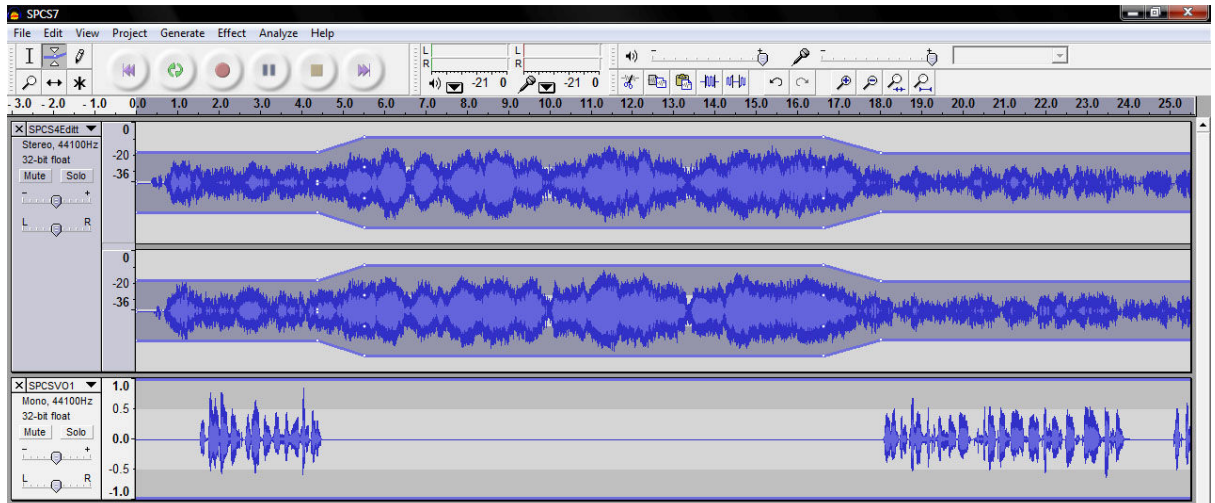 SPCS7
File Edit View Project Generate Effect Analyze Help
L L
R R
-21 0 -21 0
- 3.0 - 2.0 - 1.0 0.0 1.0 2.0 3.0 4.0 5.0 6.0 7.0 8.0 9.0 10.0 11.0 12.0 13.0 14.0 15.0 16.0 17.0 18.0 19.0 20.0 21.0 22.0 23.0 24.0 25.0
X SPCS4Editt 0
Stereo, 44100Hz
32-bit float -20
Mute Solo -36
- +
L R
0
-20
-36
X SPCSVO1 1.0
Mono, 44100Hz
32-bit float 0.5
Mute Solo 0.0
- +
-0.5
L R
-1.0